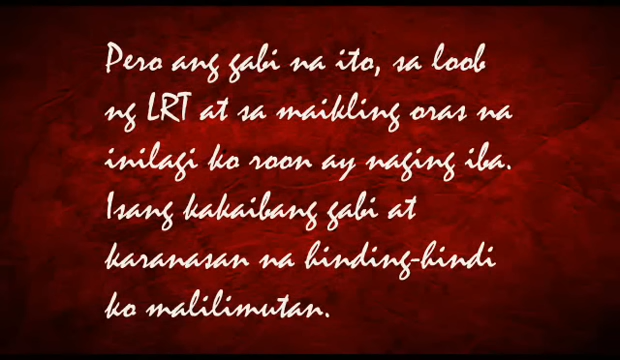 Pero ang gabi na ito, sa loob
ng LRT at sa maikling oras na
inilagi ko roon ay naging iba.
Isang kakaibang gabi at
karanasan na hinding-hindi
ko malilimutan.